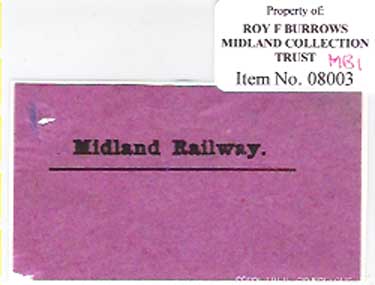 Property of:
ROY F BURROWS
MIDLAND COLLECTION
TRUST
MB1
Item No. 08003
Midland Railway.